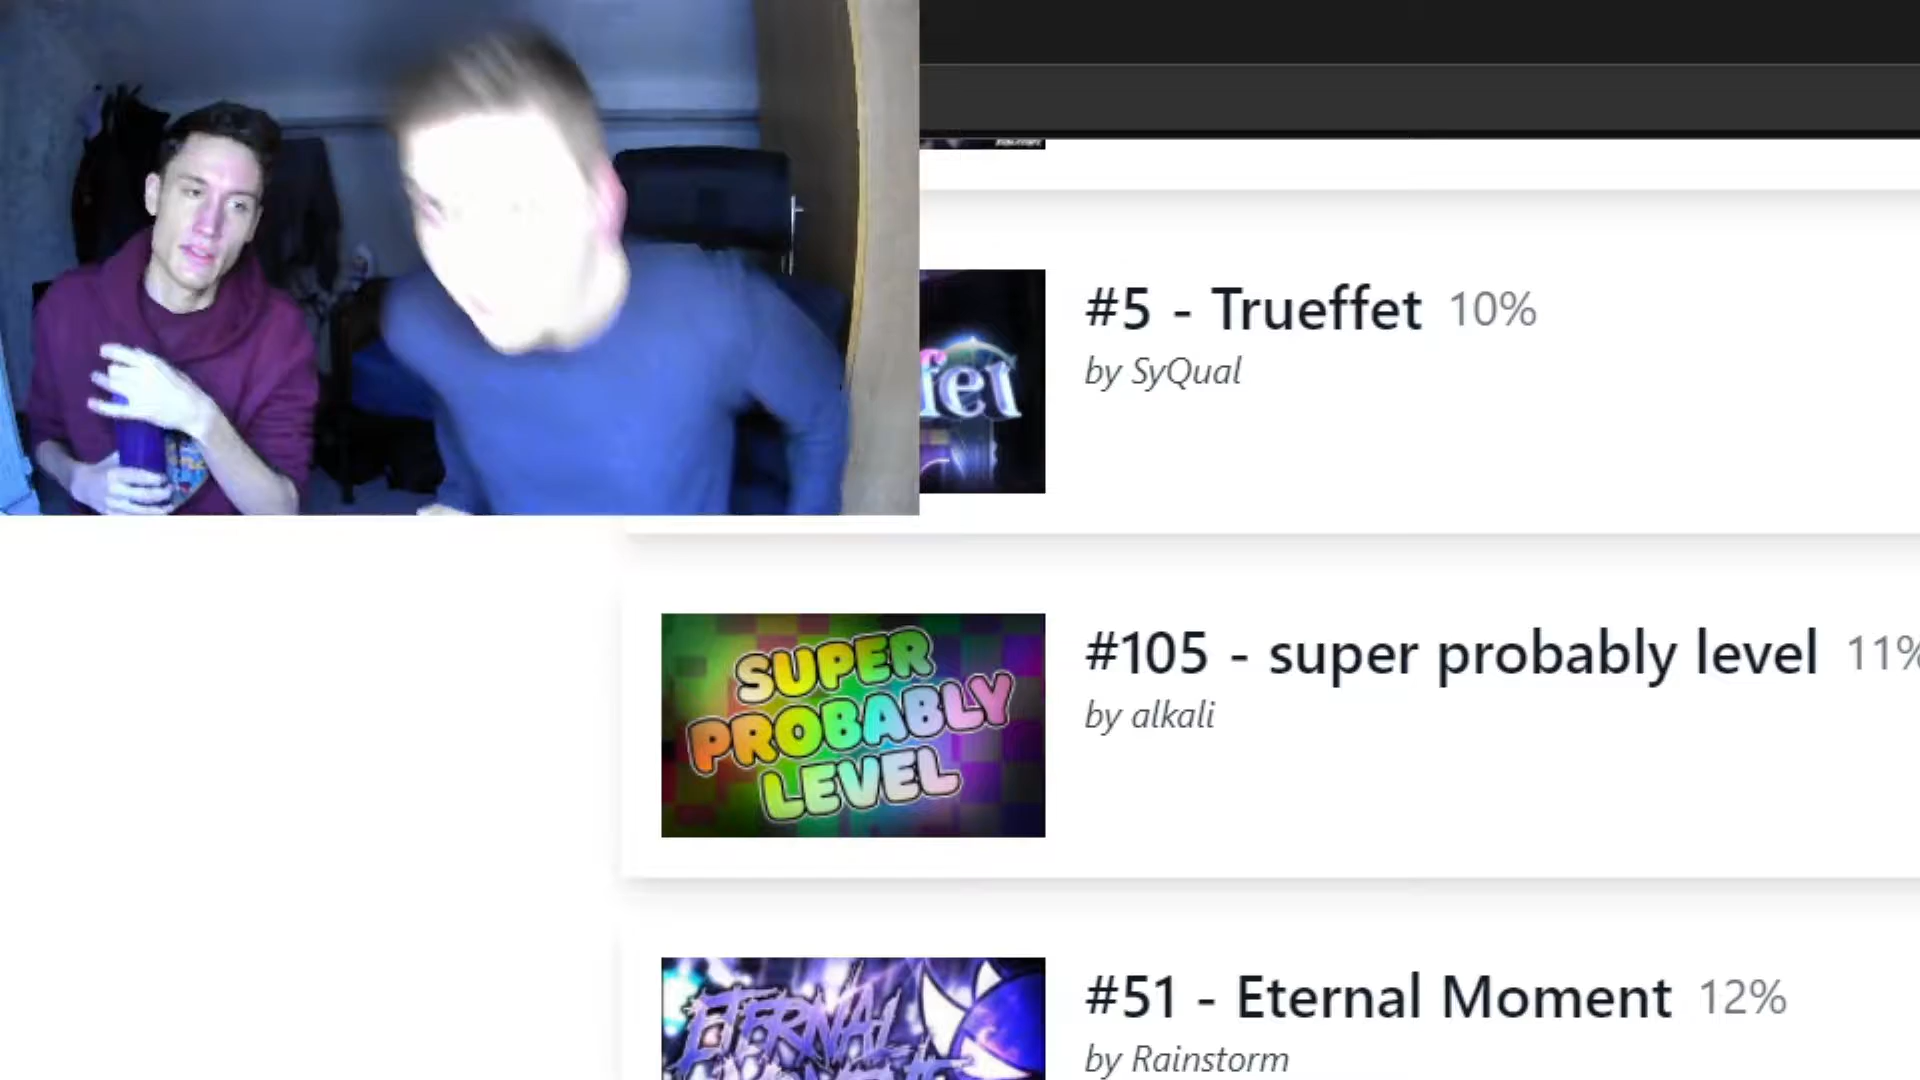 #5 - Trueffet 10%
by SyQual
SUPER
PROBABLY
LEVEL
#105 - super probably level 11%
by alkali
ETERNAL
#51 - Eternal Moment 12%
by Rainstorm